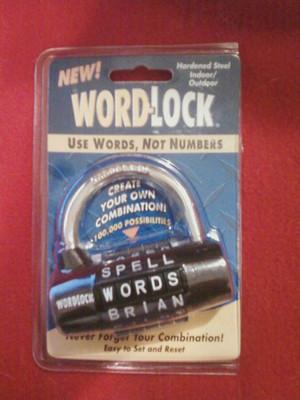 NEW!
Hardened Steel
Indoor/
Outdoor
WORDLOCK
USE WORDS, NOT NUMBERS
CREATE
YOUR OWN
COMBINATION!
100,000 POSSIBILITIES
SPELL
WORDLOCK WORDS
BRIAN
Never Forget Your Combination!
Easy to Set and Reset